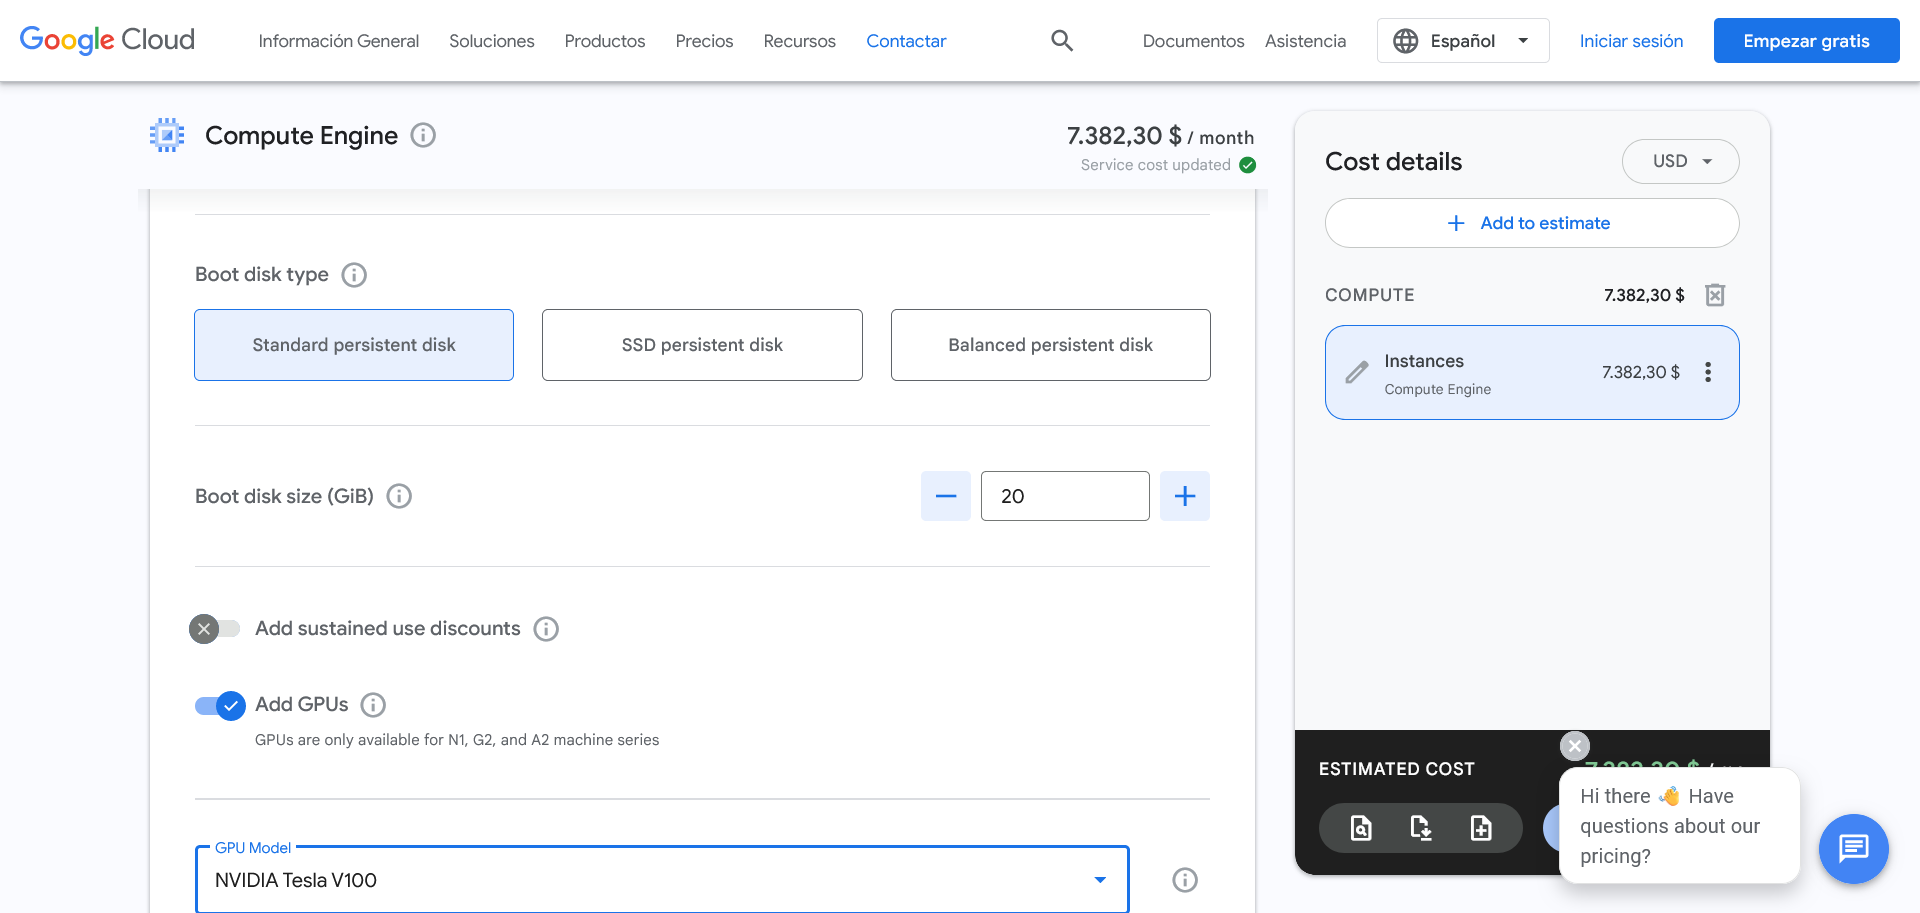 Google Cloud
Información General
Soluciones
Productos
Precios
Recursos
Contactar
Documentos
Asistencia
Español
Iniciar sesión
Empezar gratis
Compute Engine
7.382,30 $ / month
Service cost updated
Boot disk type
Standard persistent disk
SSD persistent disk
Balanced persistent disk
Boot disk size (GiB)
20
Add sustained use discounts
Add GPUs
GPUs are only available for N1, G2, and A2 machine series
GPU Model
NVIDIA Tesla V100
Cost details
USD
Add to estimate
COMPUTE
7.382,30 $
Instances
Compute Engine
7.382,30 $
ESTIMATED COST
Hi there 👋 Have
questions about our
pricing?